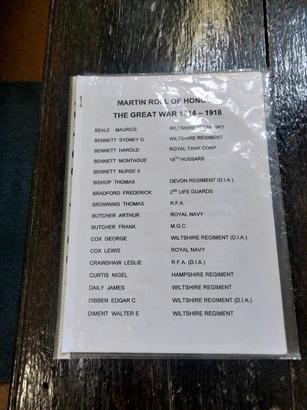 MARTIN ROLL OF HONOUR
THE GREAT WAR 1914 – 1918
BEALE MAURICE WILTSHIRE
BENNETT SYDNEY G WILTSHIRE REGIMENT
BENNETT HAROLD ROYAL TANK CORP
BENNETT MONTAGUE 18TH HUSSARS
BENNETT NURSE S
BISHOP THOMAS DEVON REGIMENT (D.I.A.)
BRADFORD FREDERICK 2ND LIFE GUARDS
BROWNING THOMAS R.F.A.
BUTCHER ARTHUR ROYAL NAVY
BUTCHER FRANK M.G.C.
COX GEORGE WILTSHIRE REGIMENT (D.I.A.)
COX LEWIS ROYAL NAVY
CRAWSHAW LESLIE R.F.A. (D.I.A.)
CURTIS NIGEL HAMPSHIRE REGIMENT
DAILY JAMES WILTSHIRE REGIMENT
DIBBEN EDGAR C WILTSHIRE REGIMENT (D.I.A.)
DIMENT WALTER E WILTSHIRE REGIMENT